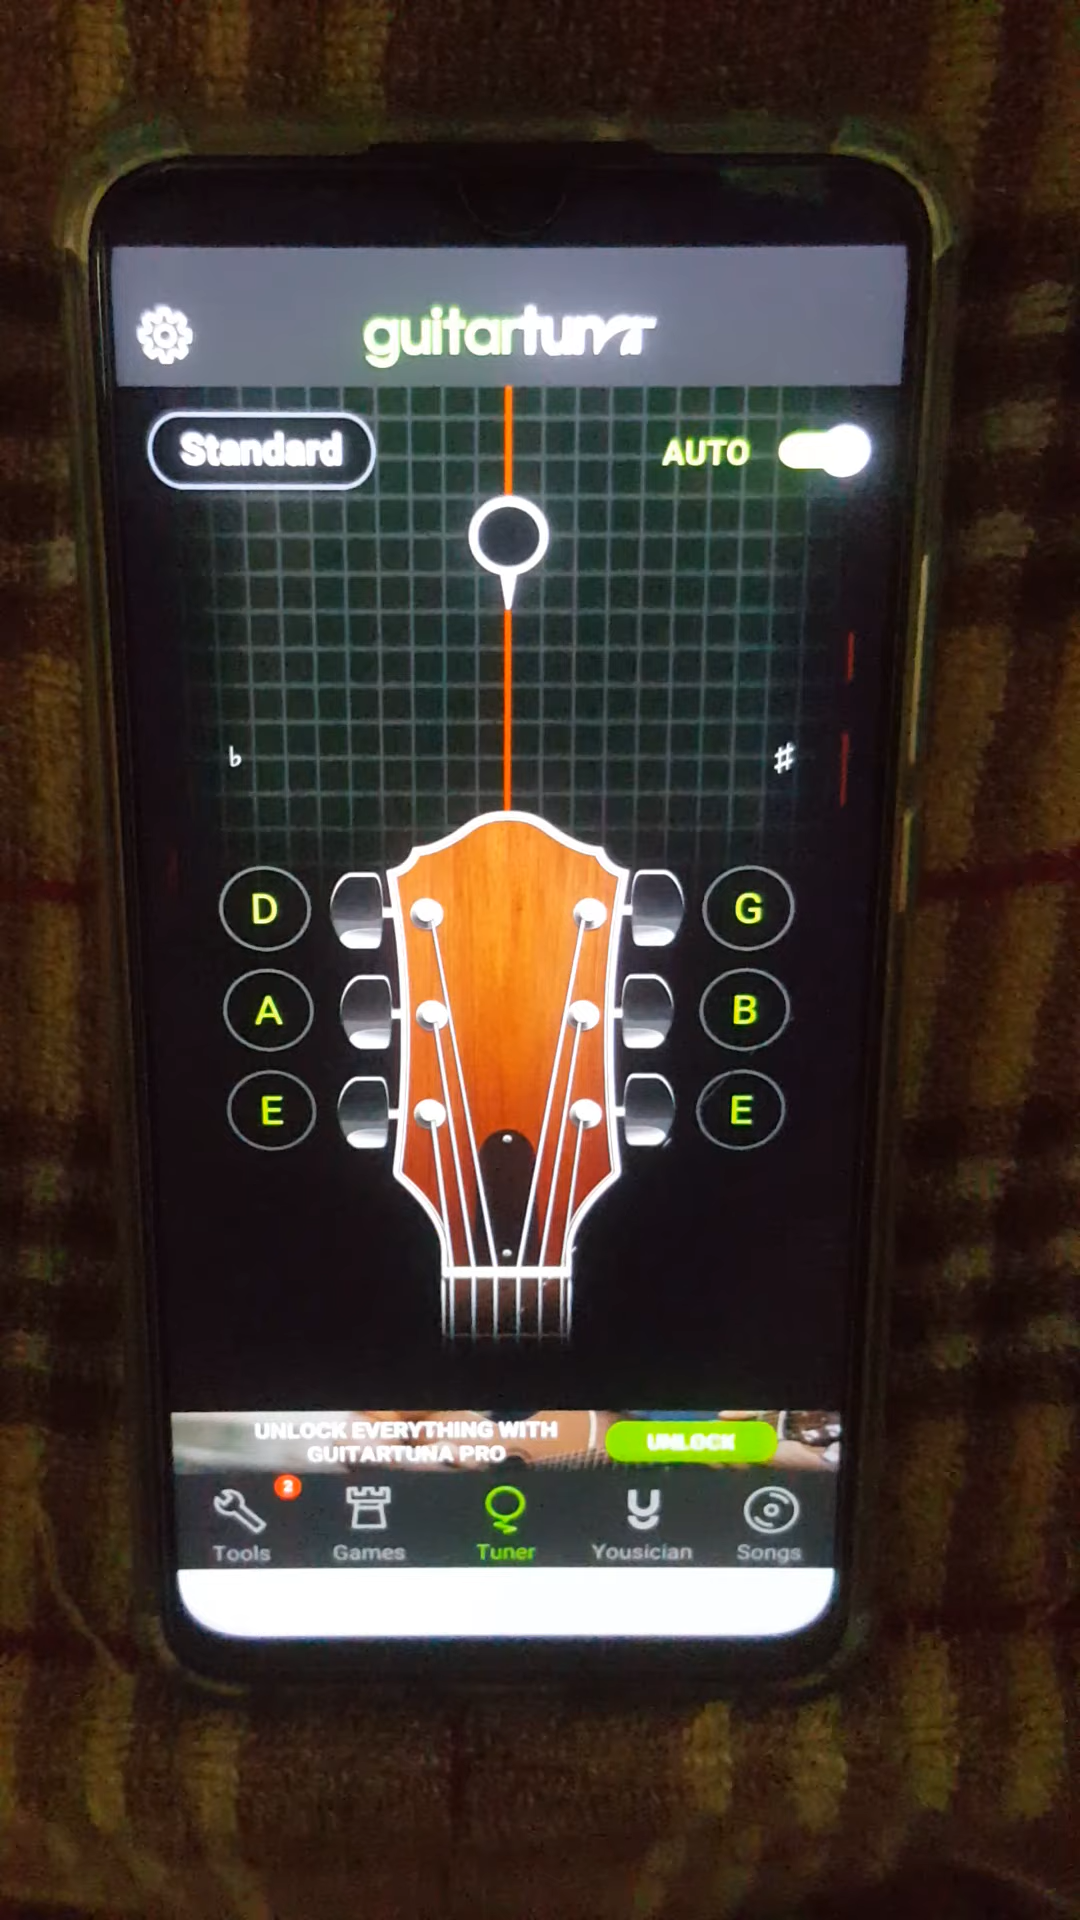 guitartuna
Standard
AUTO
♭
♯
D
G
A
B
E
E
UNLOCK EVERYTHING WITH
GUITARTUNA PRO
UNLOCK
2
Tools
Games
Tuner
Yousician
Songs